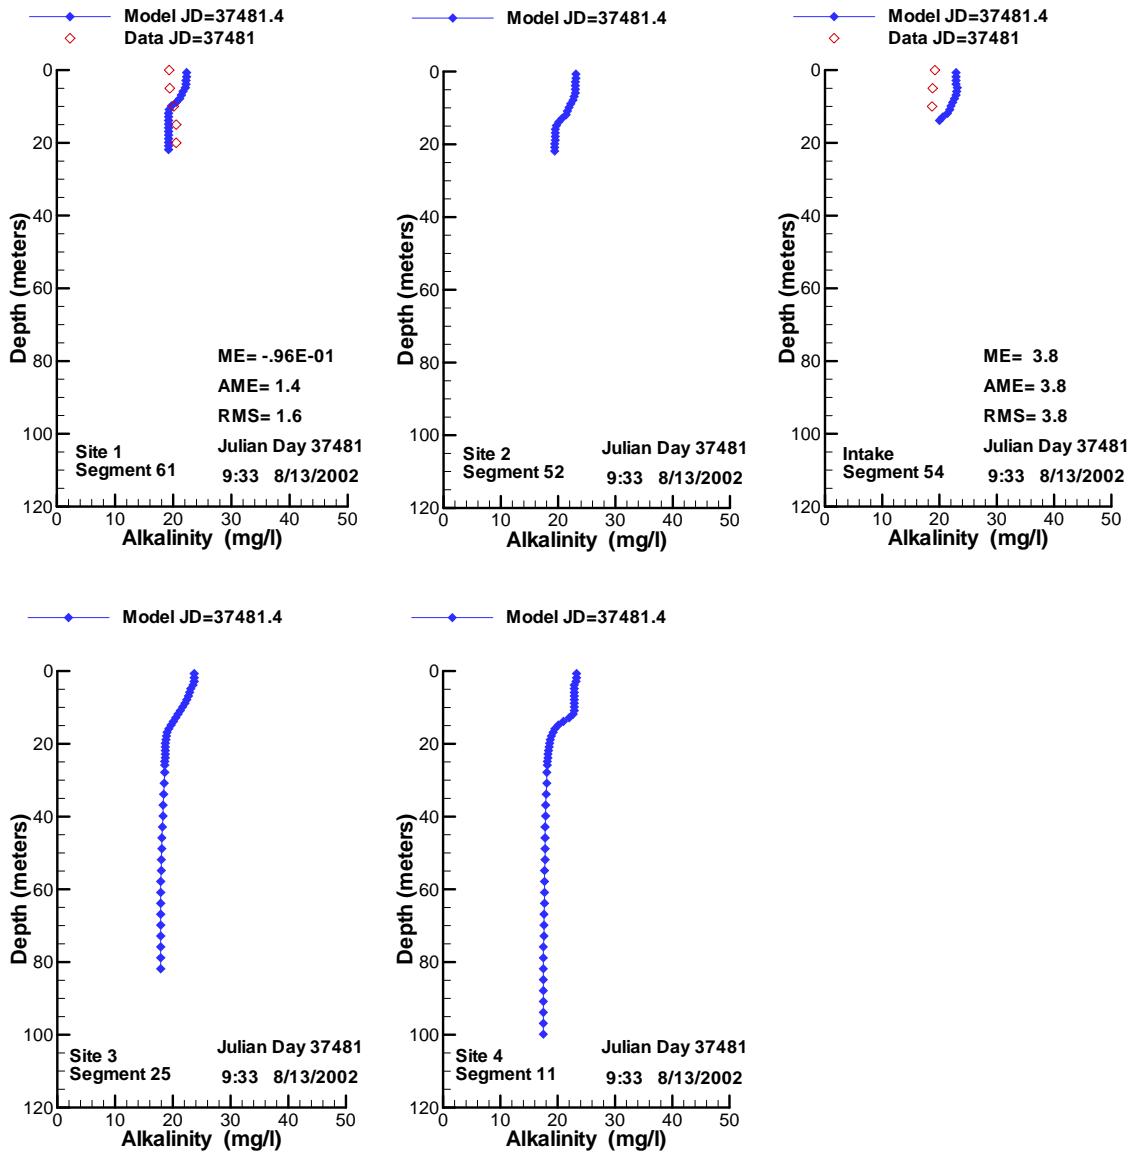 Model JD=37481.4
Data JD=37481
0
20
40
60
80
100
120
Depth (meters)
ME= -.96E-01
AME= 1.4
RMS= 1.6
Site 1
Segment 61
Julian Day 37481
9:33 8/13/2002
0 10 20 30 40 50
Alkalinity (mg/l)
Model JD=37481.4
0
20
40
60
80
100
120
Depth (meters)
Site 2
Segment 52
Julian Day 37481
9:33 8/13/2002
0 10 20 30 40 50
Alkalinity (mg/l)
Model JD=37481.4
Data JD=37481
0
20
40
60
80
100
120
Depth (meters)
ME= 3.8
AME= 3.8
RMS= 3.8
Intake
Segment 54
Julian Day 37481
9:33 8/13/2002
0 10 20 30 40 50
Alkalinity (mg/l)
Model JD=37481.4
0
20
40
60
80
100
120
Depth (meters)
Site 3
Segment 25
Julian Day 37481
9:33 8/13/2002
0 10 20 30 40 50
Alkalinity (mg/l)
Model JD=37481.4
0
20
40
60
80
100
120
Depth (meters)
Site 4
Segment 11
Julian Day 37481
9:33 8/13/2002
0 10 20 30 40 50
Alkalinity (mg/l)